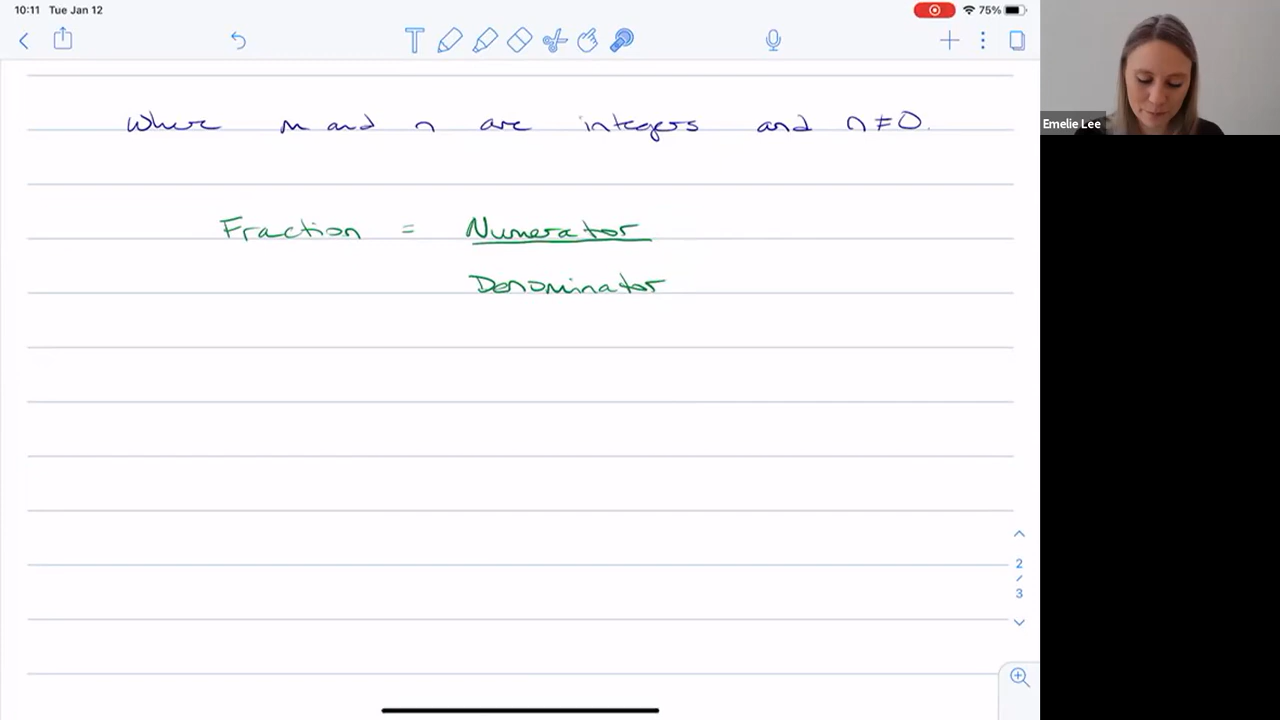 10:11 Tue Jan 12
75%
T
Emelie Lee
where m and n are integers and n≠0.
Fraction = Numerator
Denominator
2
/
3